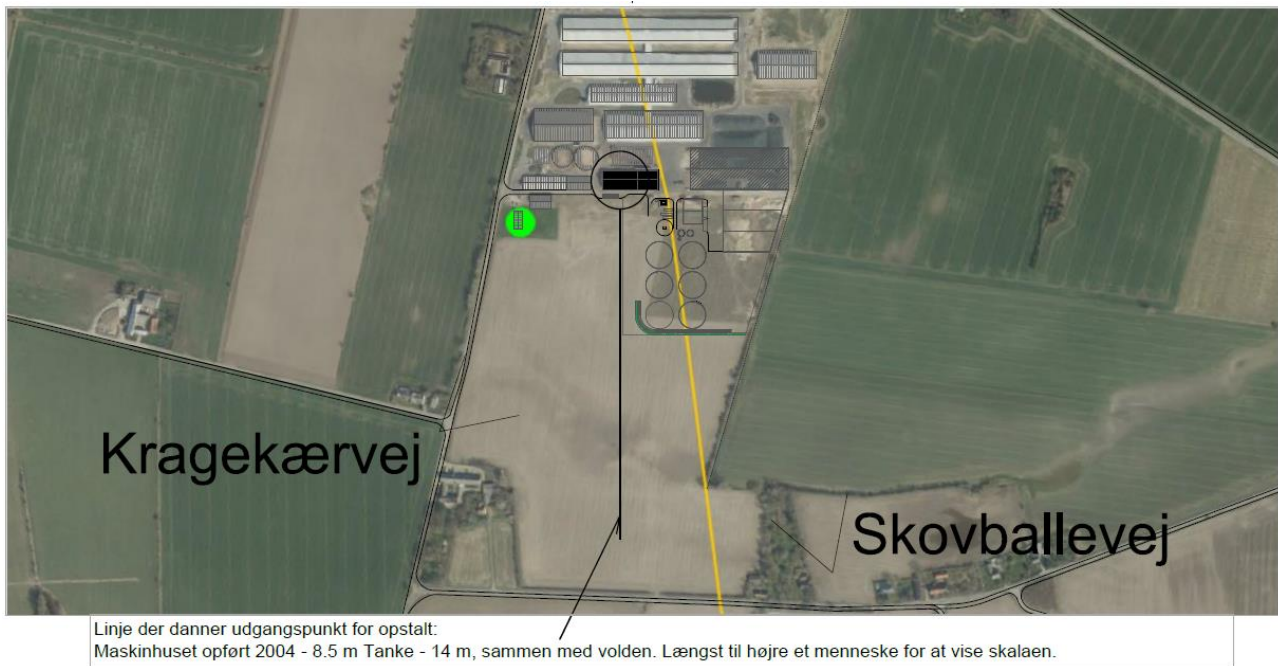 Kragekærvej
Skovballevej
Linje der danner udgangspunkt for opstalt:
Maskinhuset opført 2004 - 8.5 m Tanke - 14 m, sammen med volden. Længst til højre et menneske for at vise skalaen.